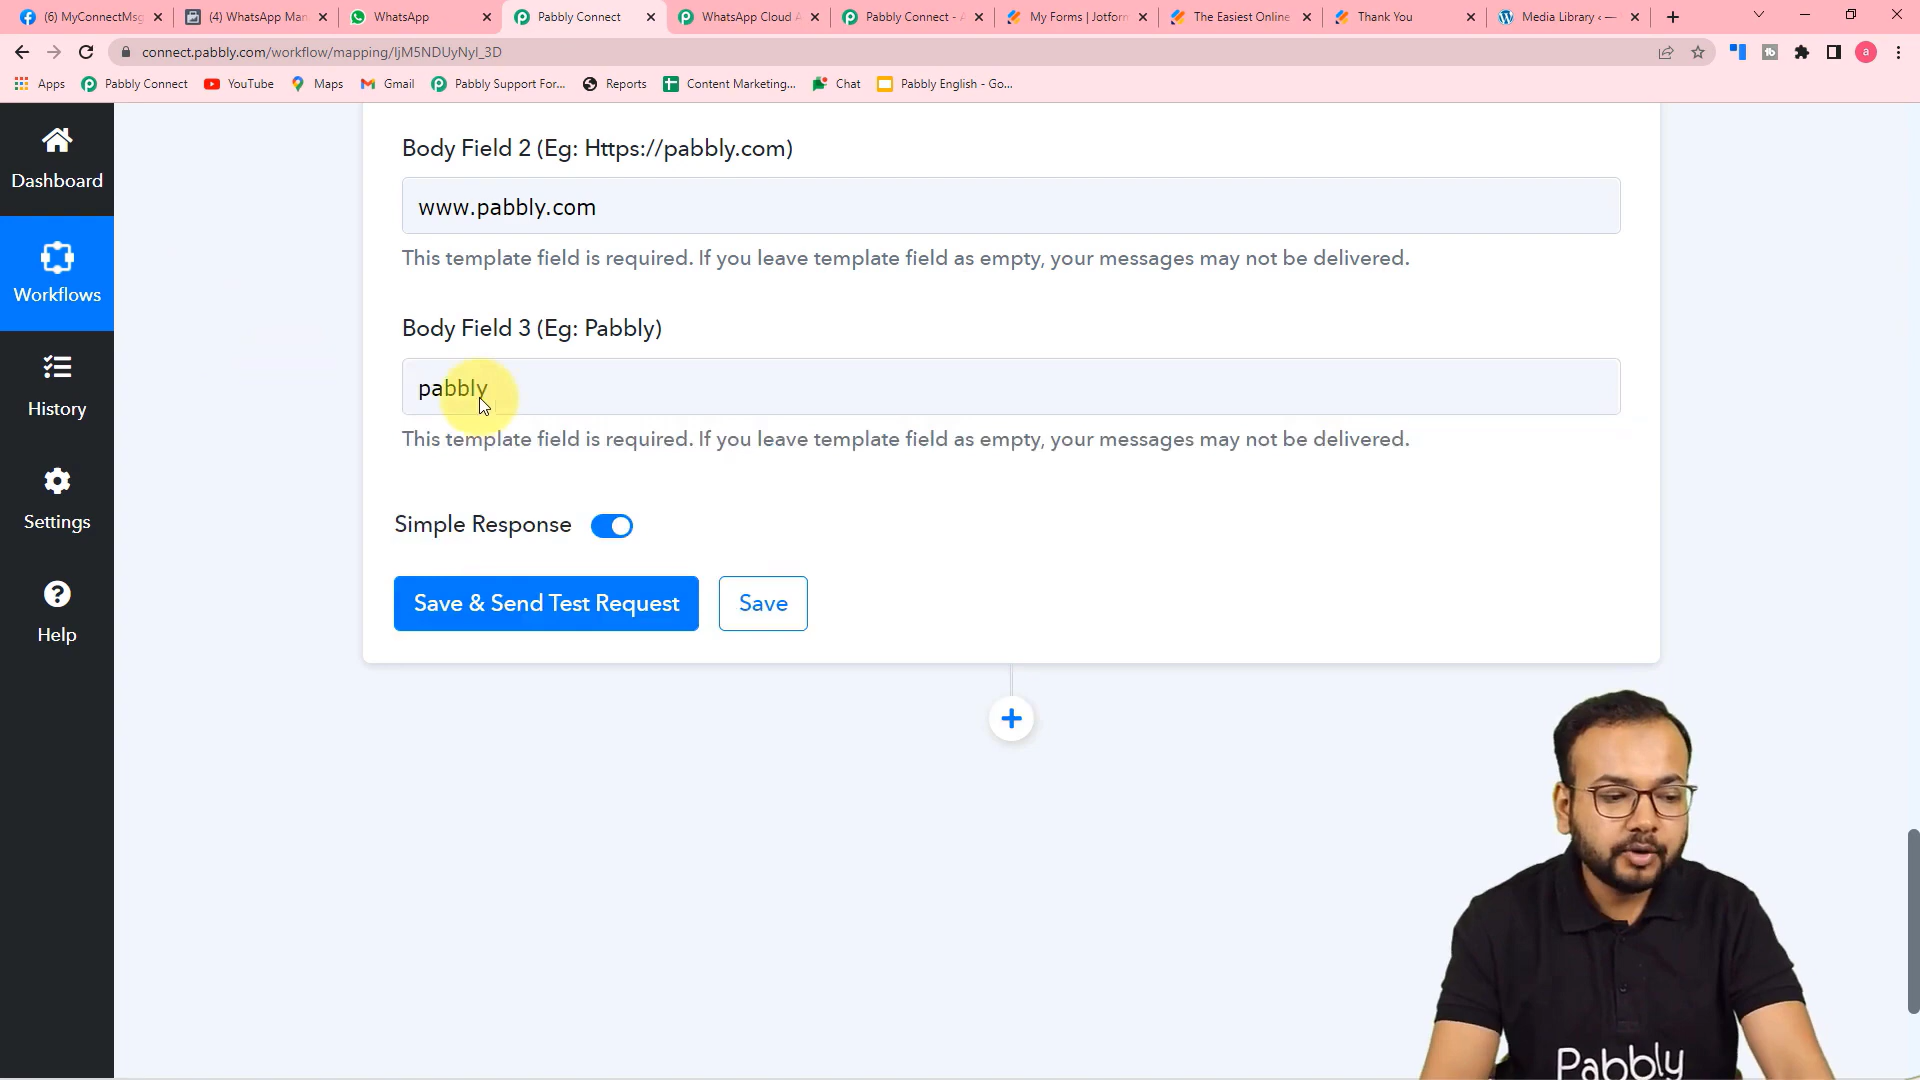 (6) MyConnectMsg
(4) WhatsApp Man
WhatsApp
Pabbly Connect
WhatsApp Cloud A
Pabbly Connect - A
My Forms | Jotform
The Easiest Online
Thank You
Media Library ‹ —
connect.pabbly.com/workflow/mapping/IjM5NDUyNyI_3D
a
Apps
Pabbly Connect
YouTube
Maps
Gmail
Pabbly Support For...
Reports
Content Marketing...
Chat
Pabbly English - Go...
Dashboard
Workflows
History
Settings
Help
Body Field 2 (Eg: Https://pabbly.com)
www.pabbly.com
This template field is required. If you leave template field as empty, your messages may not be delivered.
Body Field 3 (Eg: Pabbly)
pabbly
This template field is required. If you leave template field as empty, your messages may not be delivered.
Simple Response
Save & Send Test Request
Save
Pabbly